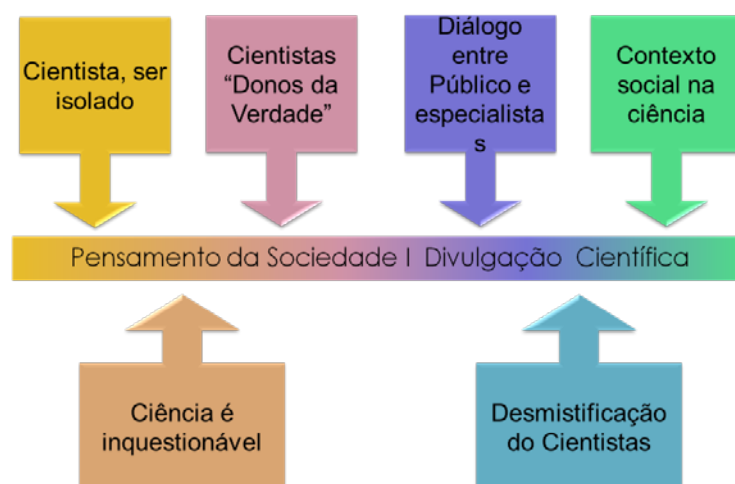 Cientista, ser
isolado
Cientistas
“Donos da
Verdade”
Diálogo
entre
Público e
especialista
s
Contexto
social na
ciência
Pensamento da Sociedade I Divulgação Científica
Ciência é
inquestionável
Desmistificação
do Cientistas